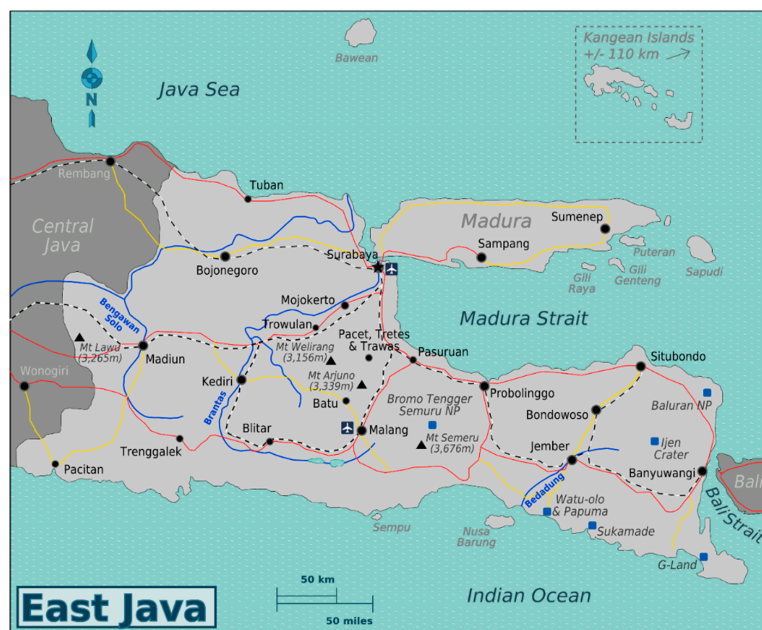 Kangean Islands
+/- 110 km
Bawean
Java Sea
N
Rembang
Tuban
Central
Java
Madura
Sumenep
Sampang
Puteran
Sapudi
Gili
Raya
Gili
Genteng
Surabaya
Bojonegoro
Mojokerto
Trowulan
Bengawan
Solo
Madura Strait
Mt Lawu
(3,265m)
Madiun
Mt Welirang
(3,156m)
Pacet, Tretes
& Trawas
Pasuruan
Situbondo
Wonogiri
Kediri
Mt Arjuno
(3,339m)
Batu
Brantas
Bromo Tengger
Semuru NP
Probolinggo
Bondowoso
Baluran NP
Blitar
Malang
Mt Semeru
(3,676m)
Trenggalek
Jember
Ijen
Crater
Banyuwangi
Pacitan
Bedadung
Bali
Bali Strait
Watu-olo
& Papuma
Sukamade
Sempu
Nusa
Barung
G-Land
Indian Ocean
East Java
50 km
50 miles